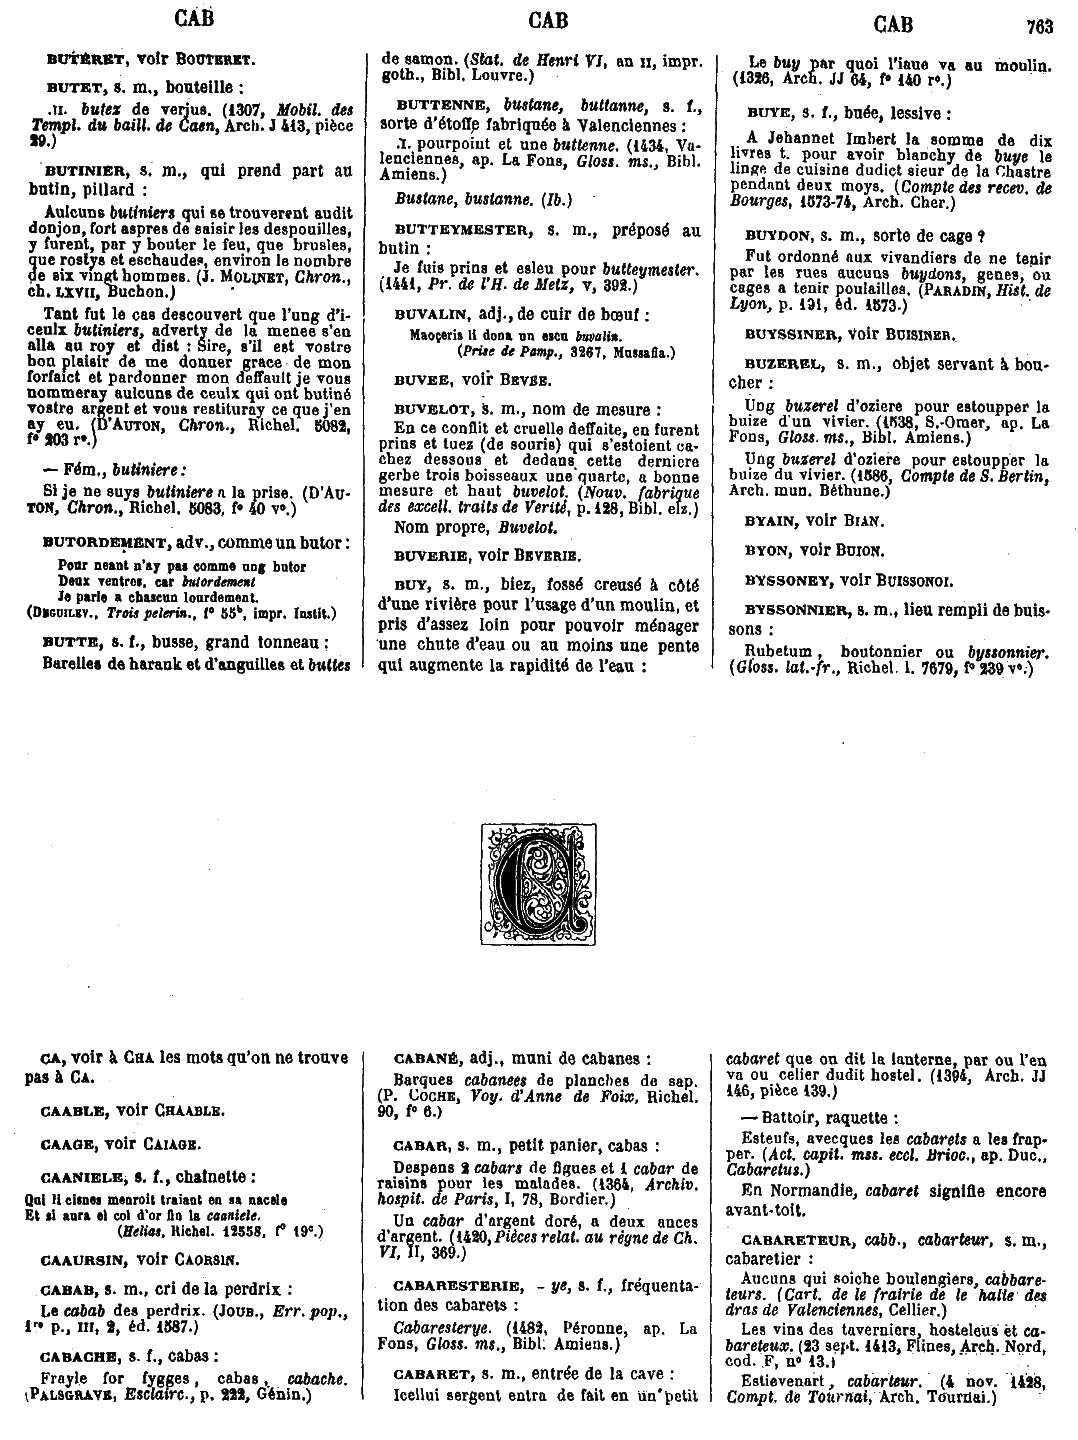 CAB
CAB
CAB
763
BUTERET, voir BOUTERET.
BUTET, s. m., bouteille :
.II. butez de verjus. (1307, Mobil. des
Templ. du baill. de Caen, Arch. J 413, pièce
29.)
BUTINIER, s. m., qui prend part au
butin, pillard :
Aulcuns butiniers qui se trouverent audit
donjon, fort aspres de saisir les despouilles,
y furent, par y bouter le feu, que brusles,
que rostys et eschaudes, environ le nombre
de six vingt hommes. (J. MOLINET, Chron.,
ch. LXVII, Buchon.)
Tant fut le cas descouvert que l'ung d'i-
ceulx butiniers, adverty de la menee s'en
alla au roy et dist : Sire, s'il est vostre
bon plaisir de me donner grace de mon
forfaict et pardonner mon deffault je vous
nommeray aulcuns de ceulx qui ont butiné
vostre argent et vous restituray ce que j'en
ay eu. (D'AUTON, Chron., Richel. 5082,
f° 203 r°.)
— Fém., butiniere :
Si je ne suys butiniere a la prise. (D'AU-
TON, Chron., Richel. 5083, f° 40 v°.)
BUTORDEMENT, adv., comme un butor :
Pour neant n'ay pas comme ung butor
Deux ventres, car butordement
Je parle a chascun lourdement.
(DEGUILEV., Trois pelerin., f° 55ᵇ, impr. Instit.)
BUTTE, s. f., busse, grand tonneau :
Barelles de harank et d'anguilles et buttes
de samon. (Stat. de Henri VI, an II, impr.
goth., Bibl. Louvre.)
BUTTENNE, bustane, buttanne, s. f.,
sorte d'étoffe fabriquée à Valenciennes :
.I. pourpoint et une buttenne. (1434, Va-
lenciennes, ap. La Fons, Gloss. ms., Bibl.
Amiens.)
Bustane, bustanne. (Ib.)
BUTTEYMESTER, s. m., préposé au
butin :
Je fuis prins et esleu pour butteymester.
(1441, Pr. de l'H. de Metz, V, 392.)
BUVALIN, adj., de cuir de bœuf :
Maoçeris li dona un escu buvalin.
(Prise de Pamp., 3267, Mussafia.)
BUVEE, voir BEVEE.
BUVELOT, s. m., nom de mesure :
En ce conflit et cruelle deffaite, en furent
prins et tuez (de souris) qui s'estoient ca-
chez dessous et dedans cette derniere
gerbe trois boisseaux une quarte, a bonne
mesure et haut buvelot. (Nouv. fabrique
des excell. traits de Verité, p. 128, Bibl. elz.)
Nom propre, Buvelot.
BUVERIE, voir BEVERIE.
BUY, s. m., biez, fossé creusé à côté
d'une rivière pour l'usage d'un moulin, et
pris d'assez loin pour pouvoir ménager
une chute d'eau ou au moins une pente
qui augmente la rapidité de l'eau :
Le buy par quoi l'iaue va au moulin.
(1326, Arch. JJ 64, f° 140 r°.)
BUYE, s. f., buée, lessive :
A Jehannet Imbert la somme de dix
livres t. pour avoir blanchy de buye le
linge de cuisine dudict sieur de la Chastre
pendant deux moys. (Compte des recev. de
Bourges, 1573-74, Arch. Cher.)
BUYDON, s. m., sorte de cage ?
Fut ordonné aux vivandiers de ne tenir
par les rues aucuns buydons, genes, ou
cages a tenir poulailles. (PARADIN, Hist. de
Lyon, p. 191, éd. 1573.)
BUYSSINER, voir BUISINER.
BUZEREL, s. m., objet servant à bou-
cher :
Ung buzerel d'oziere pour estoupper la
buize d'un vivier. (1538, S.-Omer, ap. La
Fons, Gloss. ms., Bibl. Amiens.)
Ung buzerel d'oziere pour estoupper la
buize du vivier. (1586, Compte de S. Bertin,
Arch. mun. Béthune.)
BYAIN, voir BIAN.
BYON, voir BUION.
BYSSONEY, voir BUISSONOI.
BYSSONNIER, s. m., lieu rempli de buis-
sons :
Rubetum, boutonnier ou byssonnier.
(Gloss. lat.-fr., Richel. l. 7679, f° 239 v°.)
C
CA, voir à CHA les mots qu'on ne trouve
pas à CA.
CAABLE, voir CHAABLE.
CAAGE, voir CAIAGE.
CAANIELE, s. f., chaînette :
Qui li cisnes menroit traiant en sa nacele
Et si aura el col d'or fin la caaniele.
(Helias, Richel. 12558, f° 19ᶜ.)
CAAURSIN, voir CAORSIN.
CABAB, s. m., cri de la perdrix :
Le cabab des perdrix. (JOUB., Err. pop.,
1ʳᵉ p., III, 2, éd. 1587.)
CABACHE, s. f., cabas :
Frayle for fygges, cabas, cabache.
(PALSGRAVE, Esclairc., p. 222, Génin.)
CABANÉ, adj., muni de cabanes :
Barques cabanees de planches de sap.
(P. COCHE, Voy. d'Anne de Foix, Richel.
90, f° 6.)
CABAR, s. m., petit panier, cabas :
Despens 2 cabars de figues et 1 cabar de
raisins pour les malades. (1364, Archiv.
hospit. de Paris, I, 78, Bordier.)
Un cabar d'argent doré, a deux ances
d'argent. (1420, Pièces relat. au règne de Ch.
VI, II, 369.)
CABARESTERIE, - ye, s. f., fréquenta-
tion des cabarets :
Cabaresterye. (1482, Péronne, ap. La
Fons, Gloss. ms., Bibl. Amiens.)
CABARET, s. m., entrée de la cave :
Icellui sergent entra de fait en un petit
cabaret que on dit la lanterne, par ou l'en
va ou celier dudit hostel. (1394, Arch. JJ
146, pièce 139.)
— Battoir, raquette :
Esteufs, avecques les cabarets a les frap-
per. (Act. capit. mss. eccl. Brioc., ap. Duc.,
Cabaretus.)
En Normandie, cabaret signifie encore
avant-toit.
CABARETEUR, cabb., cabarteur, s. m.,
cabaretier :
Aucuns qui soiche boulengiers, cabbare-
teurs. (Cart. de le frairie de le halle des
dras de Valenciennes, Cellier.)
Les vins des taverniers, hosteleus et ca-
bareteux. (23 sept. 1413, Flines, Arch. Nord,
cod. F, n° 13.)
Estievenart, cabarteur. (4 nov. 1428,
Compt. de Tournai, Arch. Tournai.)